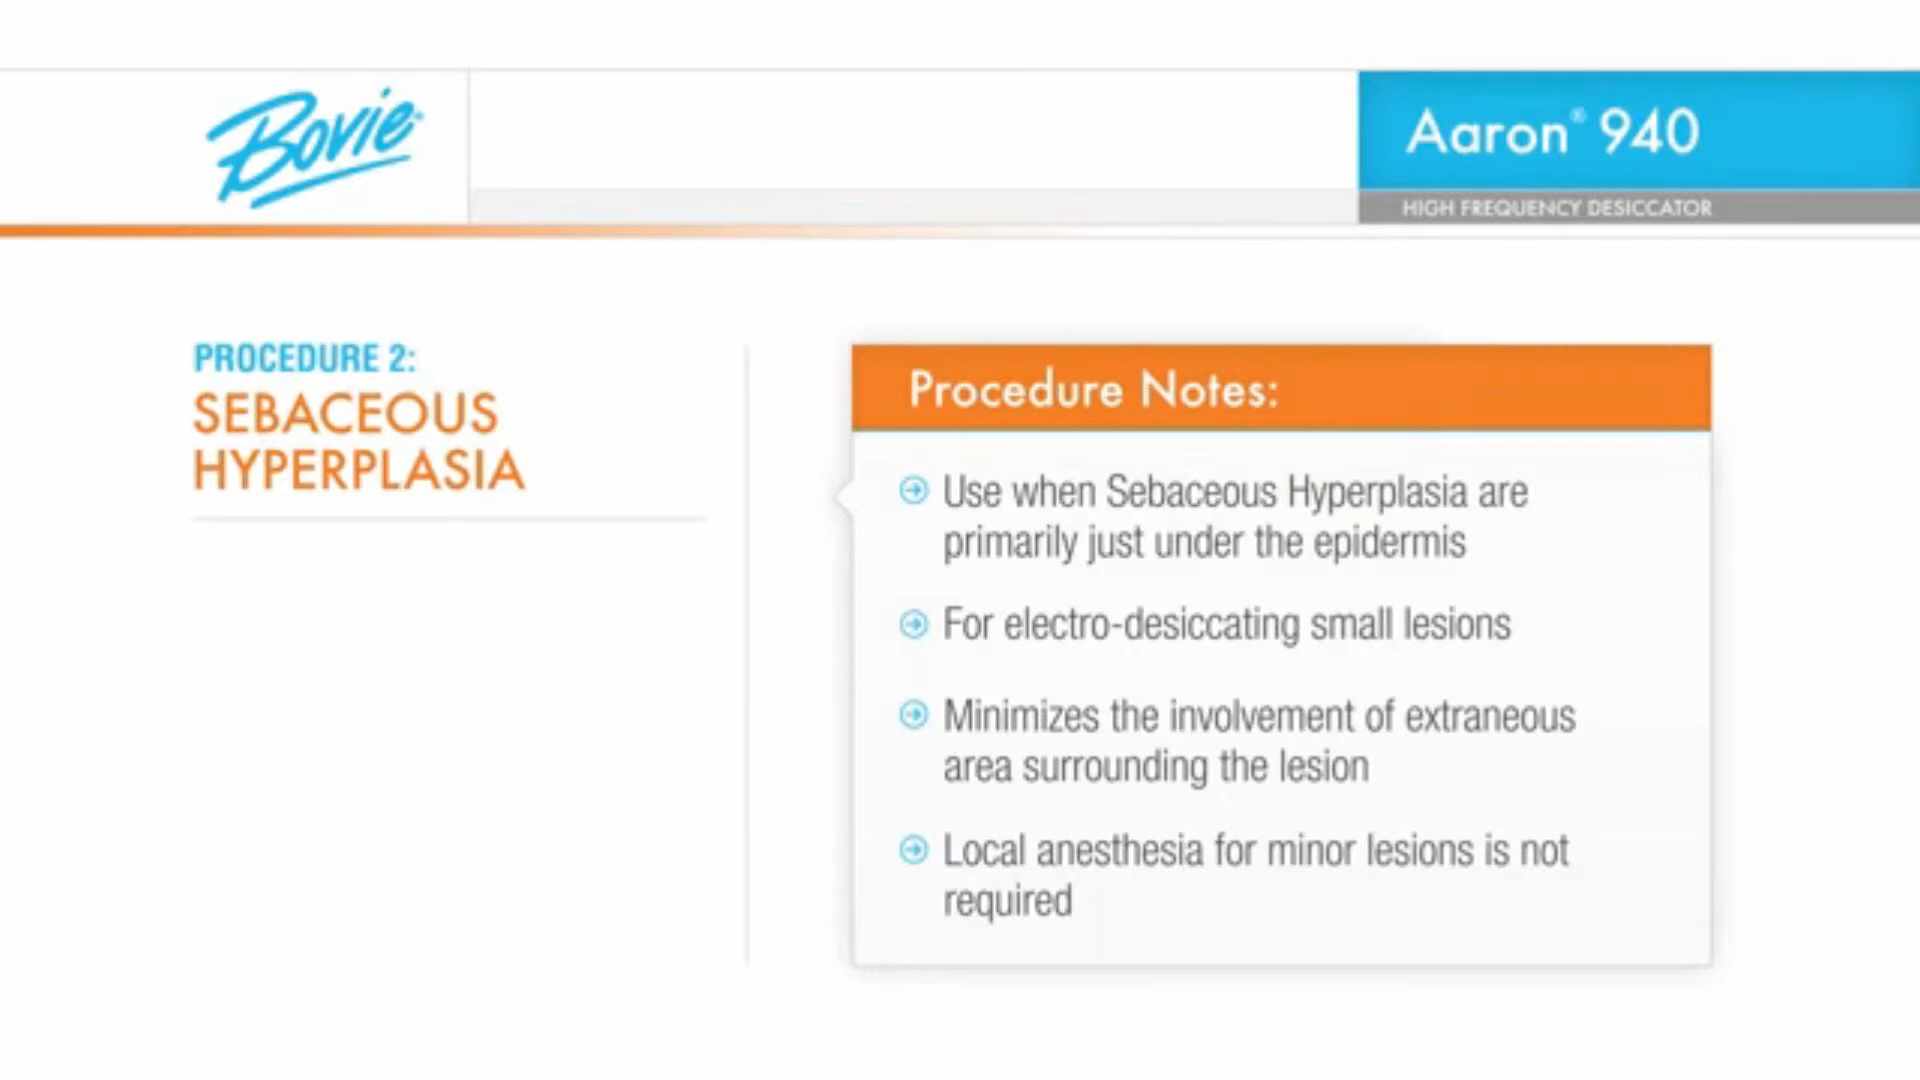 Bovie®
Aaron® 940
HIGH FREQUENCY DESICCATOR
PROCEDURE 2:
SEBACEOUS
HYPERPLASIA
Procedure Notes:
Use when Sebaceous Hyperplasia are
primarily just under the epidermis
For electro-desiccating small lesions
Minimizes the involvement of extraneous
area surrounding the lesion
Local anesthesia for minor lesions is not
required